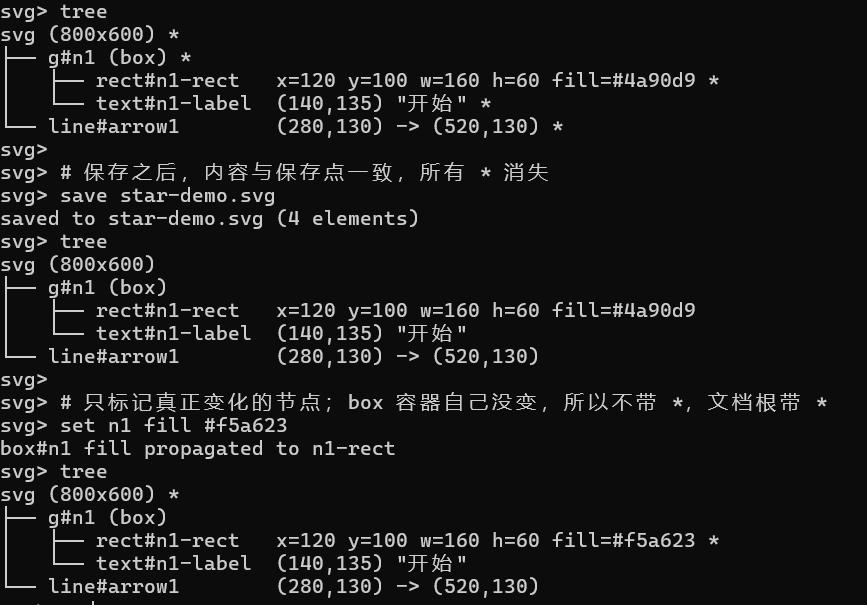 svg> tree
svg (800x600) *
├── g#n1 (box) *
│   ├── rect#n1-rect   x=120 y=100 w=160 h=60 fill=#4a90d9 *
│   └── text#n1-label  (140,135) "开始" *
└── line#arrow1        (280,130) -> (520,130) *
svg>
svg> # 保存之后，内容与保存点一致，所有 * 消失
svg> save star-demo.svg
saved to star-demo.svg (4 elements)
svg> tree
svg (800x600)
├── g#n1 (box)
│   ├── rect#n1-rect   x=120 y=100 w=160 h=60 fill=#4a90d9
│   └── text#n1-label  (140,135) "开始"
└── line#arrow1        (280,130) -> (520,130)
svg>
svg> # 只标记真正变化的节点；box 容器自己没变，所以不带 *，文档根带 *
svg> set n1 fill #f5a623
box#n1 fill propagated to n1-rect
svg> tree
svg (800x600) *
├── g#n1 (box)
│   ├── rect#n1-rect   x=120 y=100 w=160 h=60 fill=#f5a623 *
│   └── text#n1-label  (140,135) "开始"
└── line#arrow1        (280,130) -> (520,130)